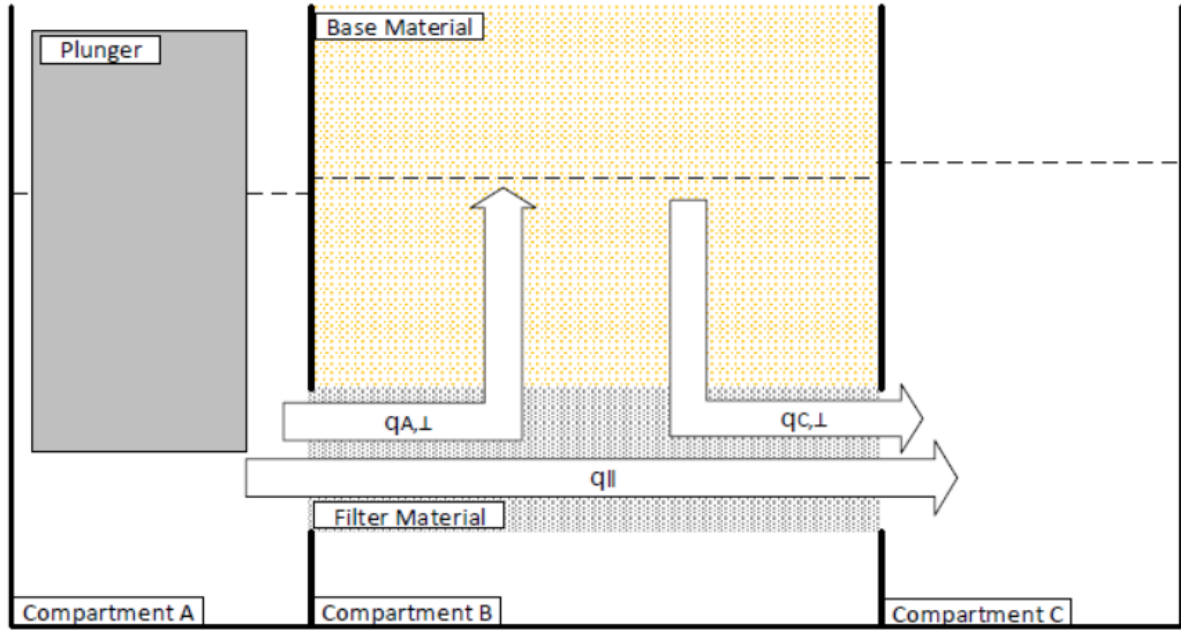 Plunger
Base Material
qA,⊥
qC,⊥
q||
Filter Material
Compartment A
Compartment B
Compartment C